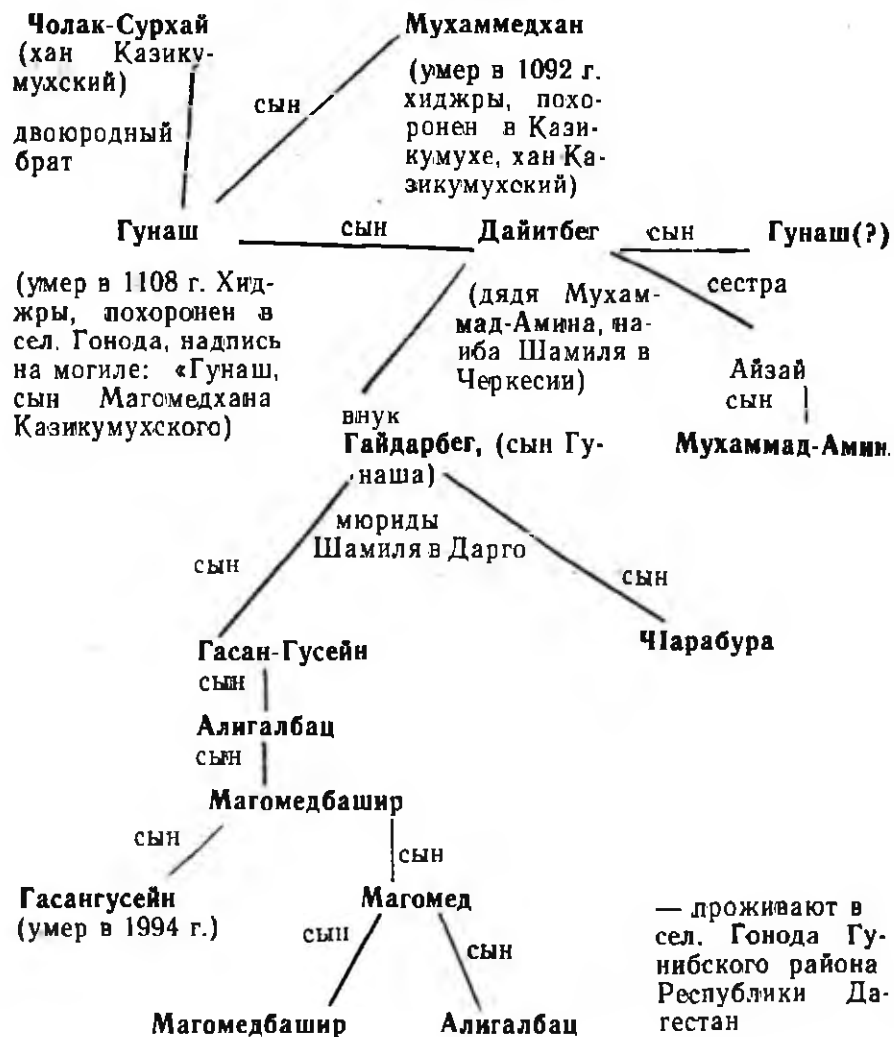 Чолак-Сурхай
(хан Казику-
мухский)
двоюродный
брат
сын
Мухаммедхан
(умер в 1092 г.
хиджры, похо-
ронен в Кази-
кумухе, хан Ка-
зикумухский)
Гунаш
сын
Дайитбег
сын
Гунаш(?)
(умер в 1108 г. Хид-
жры, похоронен в
сел. Гонода, надпись
на могиле: «Гунаш,
сын Магомедхана
Казикумухского)
(дядя Мухам-
мад-Амина, на-
иба Шамиля в
Черкесии)
сестра
Айзай
сын
Мухаммад-Амин.
внук
Гайдарбег, (сын Гу-
наша)
мюриды
Шамиля в Дарго
сын
сын
Гасан-Гусейн
ЧIарабура
сын
Алигалбац
сын
Магомедбашир
сын
сын
Гасангусейн
(умер в 1994 г.)
Магомед
сын
сын
Магомедбашир
Алигалбац
— проживают в
сел. Гонода Гу-
нибского района
Республики Да-
гестан